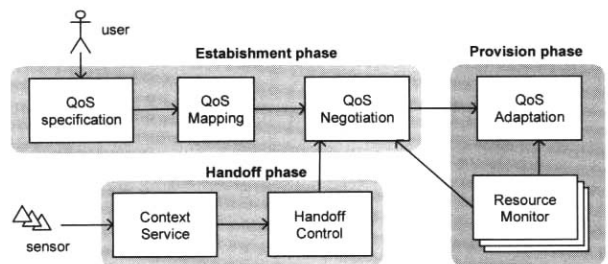 user
Estabishment phase
Provision phase
QoS
specification
QoS
Mapping
QoS
Negotiation
QoS
Adaptation
Handoff phase
Context
Service
Handoff
Control
Resource
Monitor
sensor